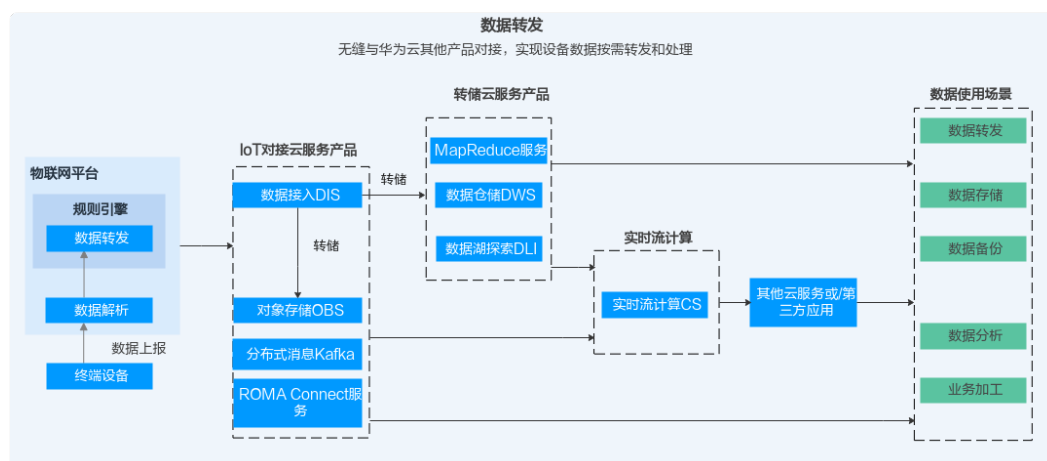 数据转发
无缝与华为云其他产品对接，实现设备数据按需转发和处理
物联网平台
规则引擎
数据转发
数据解析
数据上报
终端设备
IoT对接云服务产品
数据接入DIS
转储
对象存储OBS
分布式消息Kafka
ROMA Connect服
务
转储
转储云服务产品
MapReduce服务
数据仓储DWS
数据湖探索DLI
实时流计算
实时流计算CS
其他云服务或/第
三方应用
数据使用场景
数据转发
数据存储
数据备份
数据分析
业务加工